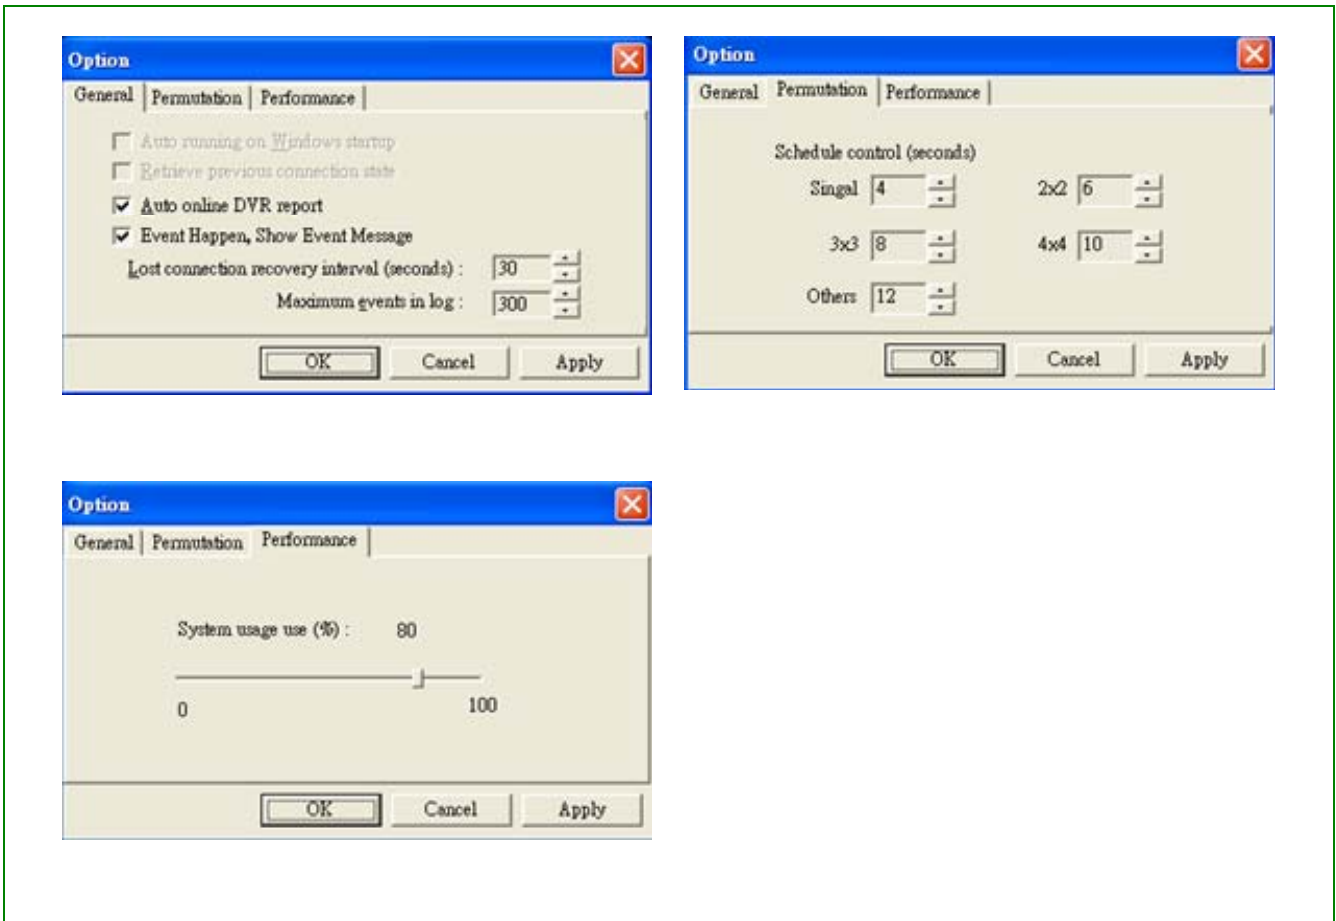 Option
General Permutation Performance
Auto running on Windows startup
Retrieve previous connection state
Auto online DVR report
Event Happen, Show Event Message
Lost connection recovery interval (seconds) : 30
Maximum events in log : 300
OK Cancel Apply
Option
General Permutation Performance
Schedule control (seconds)
Singal 4 2x2 6
3x3 8 4x4 10
Others 12
OK Cancel Apply
Option
General Permutation Performance
System usage use (%) : 80
0 100
OK Cancel Apply